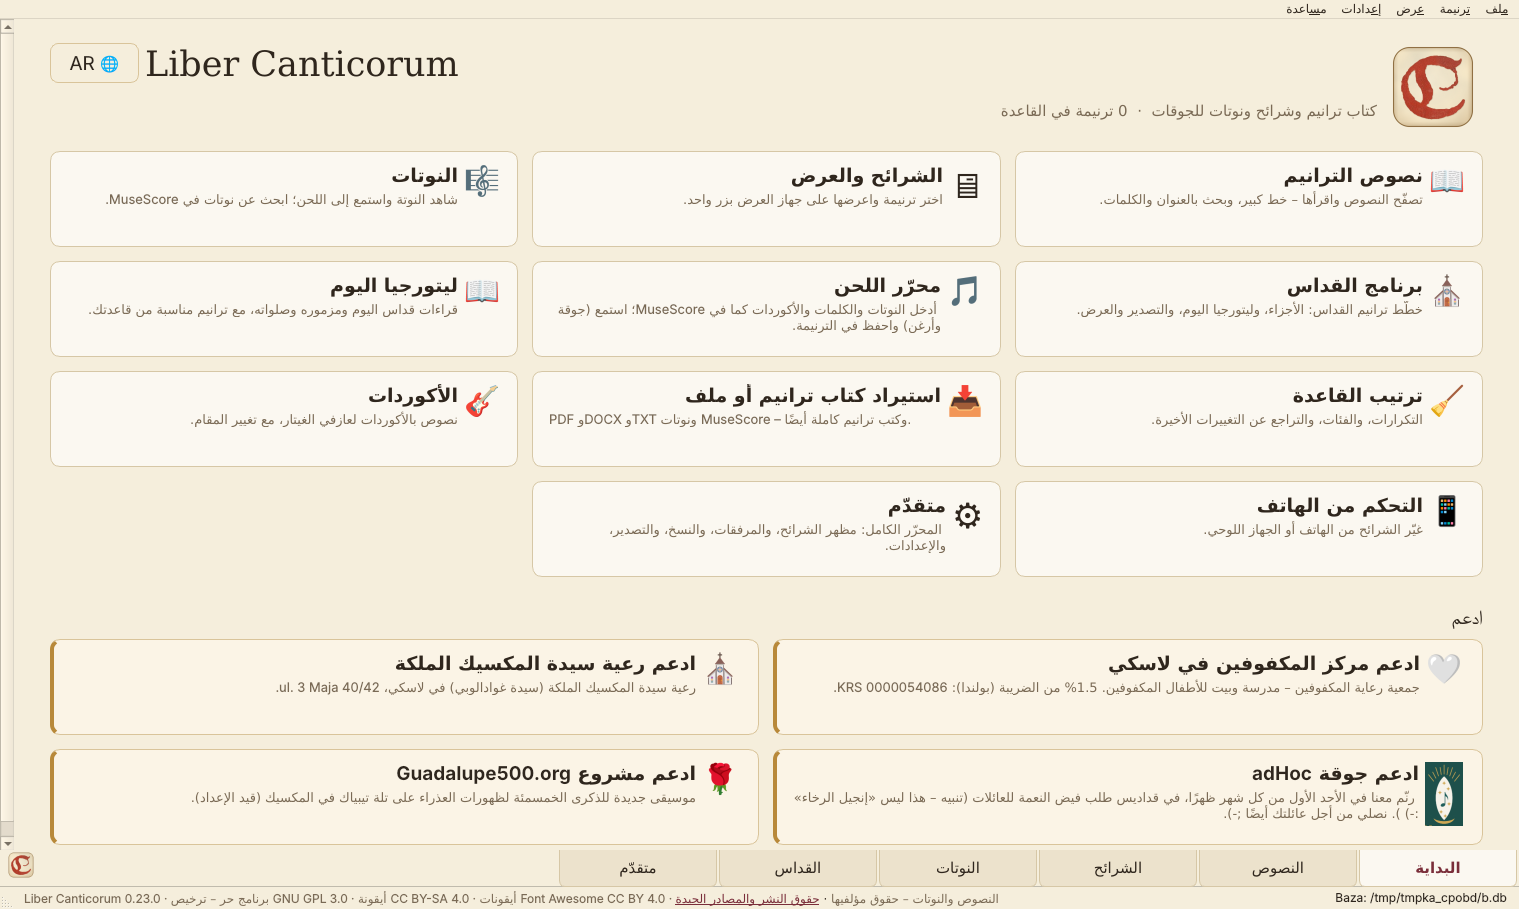 ملف ترنيمة عرض إعدادات مساعدة
AR Liber Canticorum
كتاب ترانيم وشرائح ونوتات للجوقات · 0 ترنيمة في القاعدة
نصوص الترانيم
تصفّح النصوص واقرأها – خط كبير، وبحث بالعنوان والكلمات.
الشرائح والعرض
اختر ترنيمة واعرضها على جهاز العرض بزر واحد.
النوتات
شاهد النوتة واستمع إلى اللحن؛ ابحث عن نوتات في MuseScore.
برنامج القداس
خطّط ترانيم القداس: الأجزاء، وليتورجيا اليوم، والتصدير والعرض.
محرّر اللحن
أدخل النوتات والكلمات والأكوردات كما في MuseScore؛ استمع (جوقة
وأرغن) واحفظ في الترنيمة.
ليتورجيا اليوم
قراءات قداس اليوم ومزموره وصلواته، مع ترانيم مناسبة من قاعدتك.
ترتيب القاعدة
التكرارات، والفئات، والتراجع عن التغييرات الأخيرة.
استيراد كتاب ترانيم أو ملف
PDF وDOCX وTXT ونوتات MuseScore – وكتب ترانيم كاملة أيضًا.
الأكوردات
نصوص بالأكوردات لعازفي الغيتار، مع تغيير المقام.
التحكم من الهاتف
غيّر الشرائح من الهاتف أو الجهاز اللوحي.
متقدّم
المحرّر الكامل: مظهر الشرائح، والمرفقات، والنسخ، والتصدير،
والإعدادات.
ادعم
ادعم مركز المكفوفين في لاسكي
جمعية رعاية المكفوفين – مدرسة وبيت للأطفال المكفوفين. 1.5% من الضريبة (بولندا): KRS 0000054086.
ادعم رعية سيدة المكسيك الملكة
رعية سيدة المكسيك الملكة (سيدة غوادالوبي) في لاسكي، ul. 3 Maja 40/42.
ادعم جوقة adHoc
رنّم معنا في الأحد الأول من كل شهر ظهرًا، في قداديس طلب فيض النعمة للعائلات (تنبيه – هذا ليس «إنجيل الرخاء»
:-) ). نصلي من أجل عائلتك أيضًا ;-).
ادعم مشروع Guadalupe500.org
موسيقى جديدة للذكرى الخمسمئة لظهورات العذراء على تلة تيبياك في المكسيك (قيد الإعداد).
البداية النصوص الشرائح النوتات القداس متقدّم
Liber Canticorum 0.23.0 · برنامج حر – ترخيص GNU GPL 3.0 · أيقونة CC BY-SA 4.0 · أيقونات Font Awesome CC BY 4.0 · حقوق النشر والمصادر الحيدة · النصوص والنوتات – حقوق مؤلفيها
Baza: /tmp/tmpka_cpobd/b.db